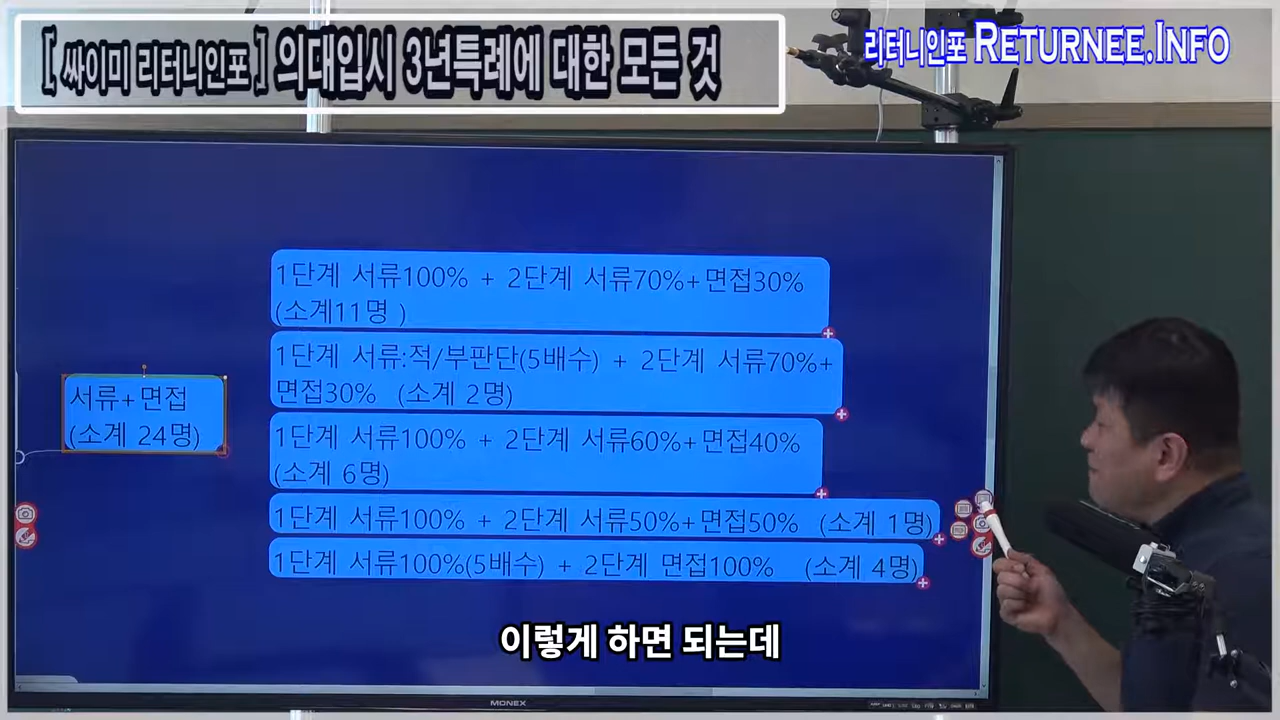 [ 싸이미 리터니인포 ] 의대입시 3년특례에 대한 모든 것
리터니인포 RETURNEE.INFO
1단계 서류100% + 2단계 서류70%+면접30%
(소계11명 )
1단계 서류:적/부판단(5배수) + 2단계 서류70%+
면접30% (소계 2명)
서류+면접
(소계 24명)
1단계 서류100% + 2단계 서류60%+면접40%
(소계 6명)
1단계 서류100% + 2단계 서류50%+면접50% (소계 1명)
1단계 서류100%(5배수) + 2단계 면접100% (소계 4명)
이렇게 하면 되는데
MONEX